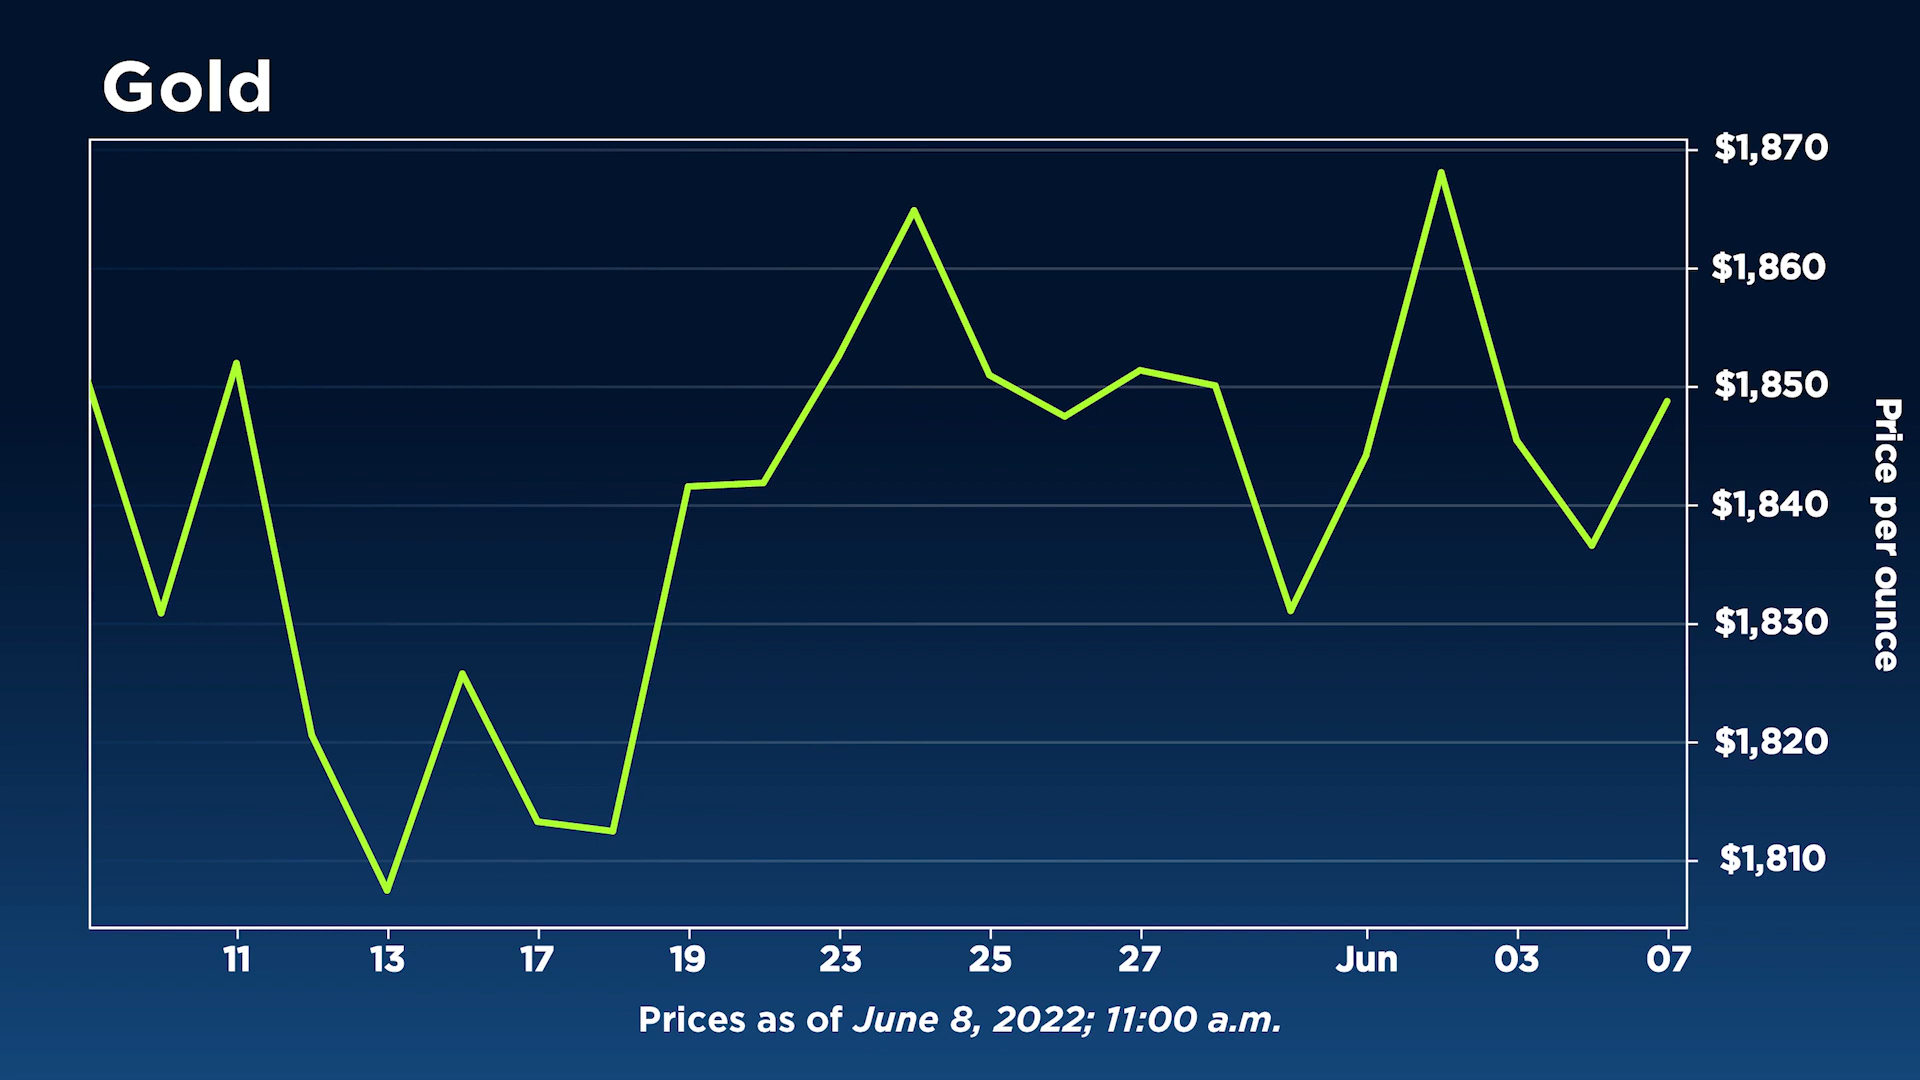 Gold
$1,870
$1,860
$1,850
$1,840
$1,830
$1,820
$1,810
Price per ounce
11 13 17 19 23 25 27 Jun 03 07
Prices as of June 8, 2022; 11:00 a.m.